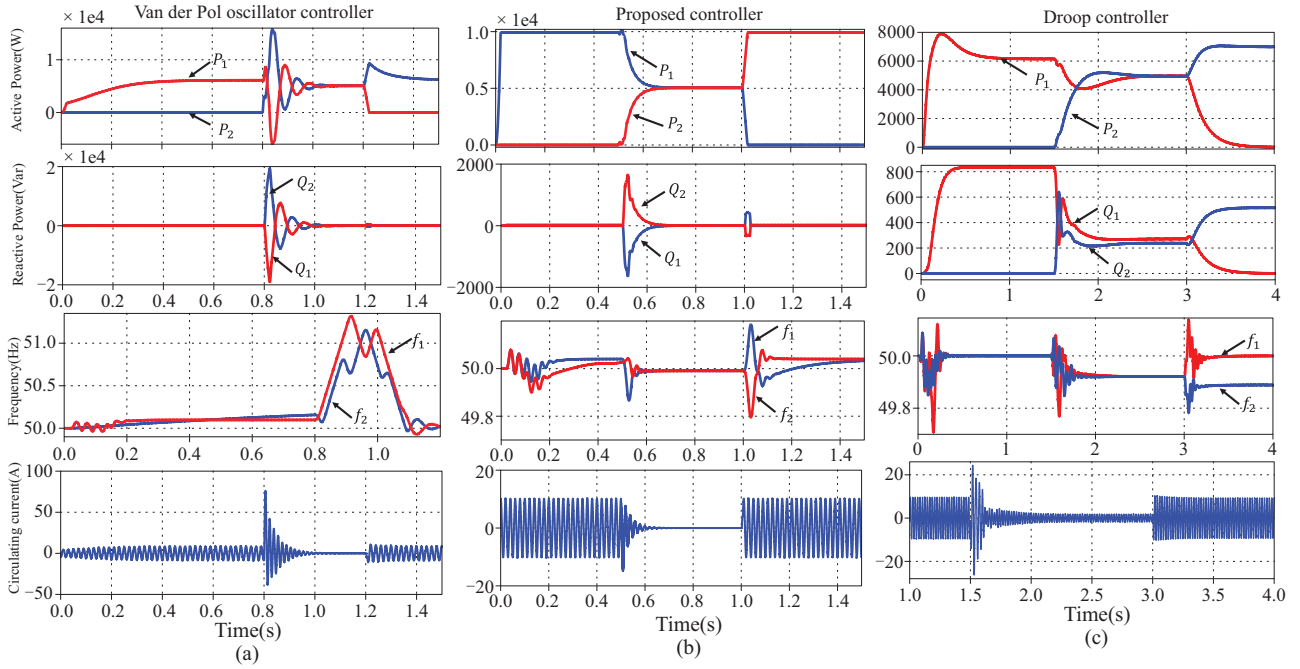 Van der Pol oscillator controller
× 1e4
Active Power(W)
1
0
P₁
P₂
× 1e4
Reactive Power(Var)
2
0
−2
Q₂
Q₁
0.0 0.2 0.4 0.6 0.8 1.0 1.2
Frequency(Hz)
51.0
50.5
50.0
f₁
f₂
0.0 0.2 0.4 0.6 0.8 1.0
Circulating current(A)
100
50
0
−50
0.0 0.2 0.4 0.6 0.8 1.0 1.2 1.5
Time(s)
(a)
Proposed controller
× 1e4
1.0
0.5
0.0
P₁
P₂
2000
0
−2000
Q₂
Q₁
0.0 0.2 0.4 0.6 0.8 1.0 1.2 1.5
50.0
49.8
f₁
f₂
0.0 0.2 0.4 0.6 0.8 1.0 1.2 1.5
20
0
−20
0.0 0.2 0.4 0.6 0.8 1.0 1.2 1.5
Time(s)
(b)
Droop controller
8000
6000
4000
2000
0
P₁
P₂
800
600
400
200
0
Q₁
Q₂
0 1 2 3 4
50.0
49.8
f₁
f₂
0 1 2 3 4
20
0
−20
1.0 1.5 2.0 2.5 3.0 3.5 4.0
Time(s)
(c)